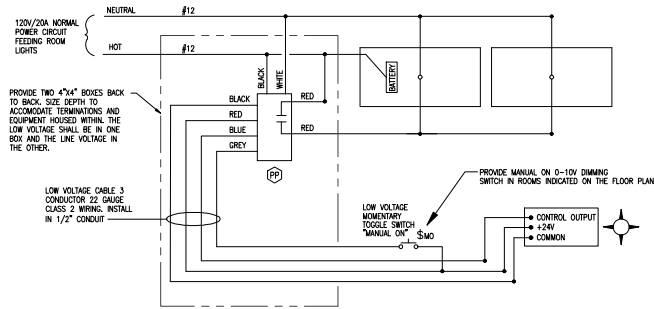 NEUTRAL
#12
120V/20A NORMAL
POWER CIRCUIT
FEEDING ROOM
LIGHTS
HOT
#12
BLACK
WHITE
BATTERY
PROVIDE TWO 4"X4" BOXES BACK
TO BACK. SIZE DEPTH TO
ACCOMODATE TERMINATIONS AND
EQUIPMENT HOUSED WITHIN. THE
LOW VOLTAGE SHALL BE IN ONE
BOX AND THE LINE VOLTAGE IN
THE OTHER.
BLACK
RED
BLUE
GREY
RED
RED
PP
LOW VOLTAGE CABLE 3
CONDUCTOR 22 GAUGE
CLASS 2 WIRING. INSTALL
IN 1/2" CONDUIT
PROVIDE MANUAL ON 0-10V DIMMING
SWITCH IN ROOMS INDICATED ON THE FLOOR PLAN
LOW VOLTAGE
MOMENTARY
TOGGLE SWITCH
"MANUAL ON"
$MO
CONTROL OUTPUT
+24V
COMMON